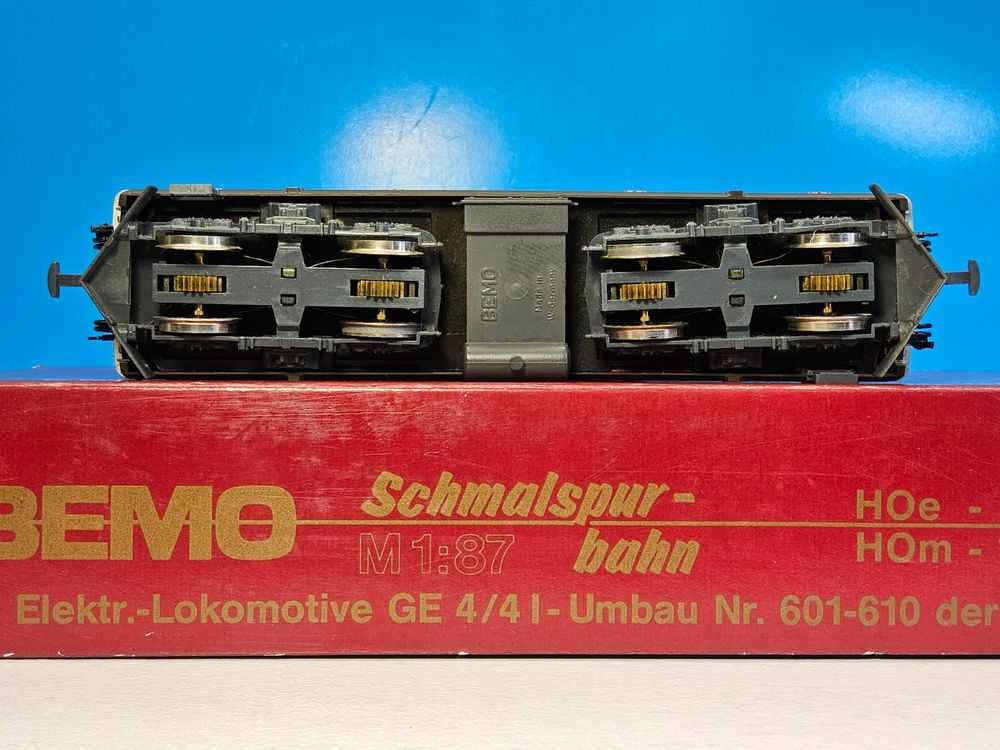 BEMO
Made in
W.-Germany
BEMO
Schmalspur-
bahn
M 1:87
HOe -
HOm -
Elektr.-Lokomotive GE 4/4 I - Umbau Nr. 601-610 der